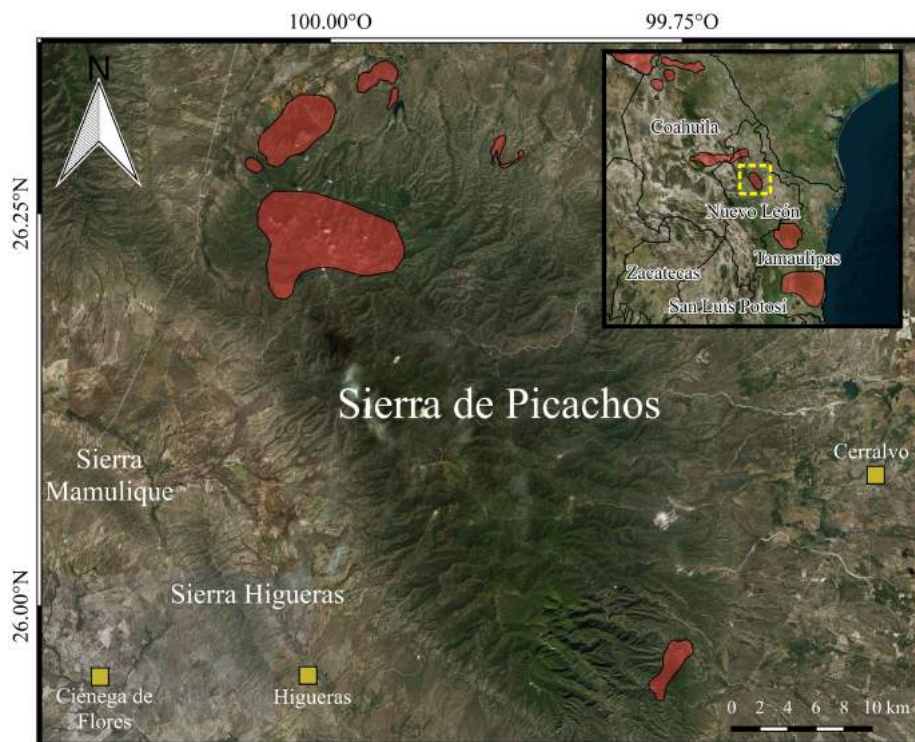 100.00°O
99.75°O
N
Coahuila
Nuevo León
Tamaulipas
Zacatecas
San Luis Potosí
26.25°N
Sierra de Picachos
Cerralvo
Sierra
Mamulique
Sierra Higueras
26.00°N
Ciénega de
Flores
Higueras
0 2 4 6 8 10 km